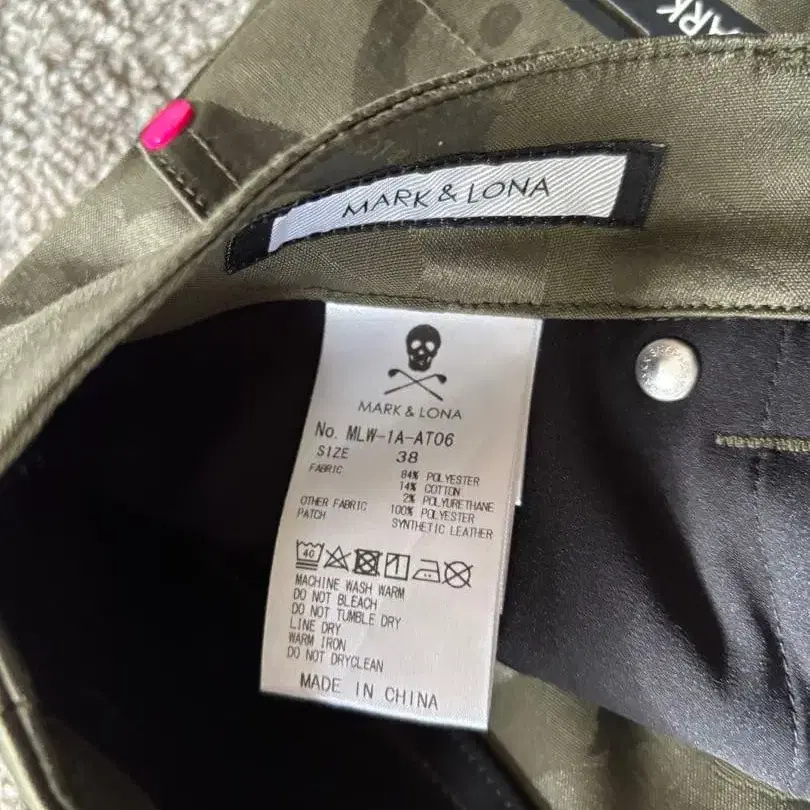 ARK
MARK & LONA
MARK & LONA
No. MLW-1A-AT06
SIZE 38
FABRIC 84% POLYESTER
14% COTTON
2% POLYURETHANE
OTHER FABRIC 100% POLYESTER
PATCH SYNTHETIC LEATHER
40
MACHINE WASH WARM
DO NOT BLEACH
DO NOT TUMBLE DRY
LINE DRY
WARM IRON
DO NOT DRYCLEAN
MADE IN CHINA